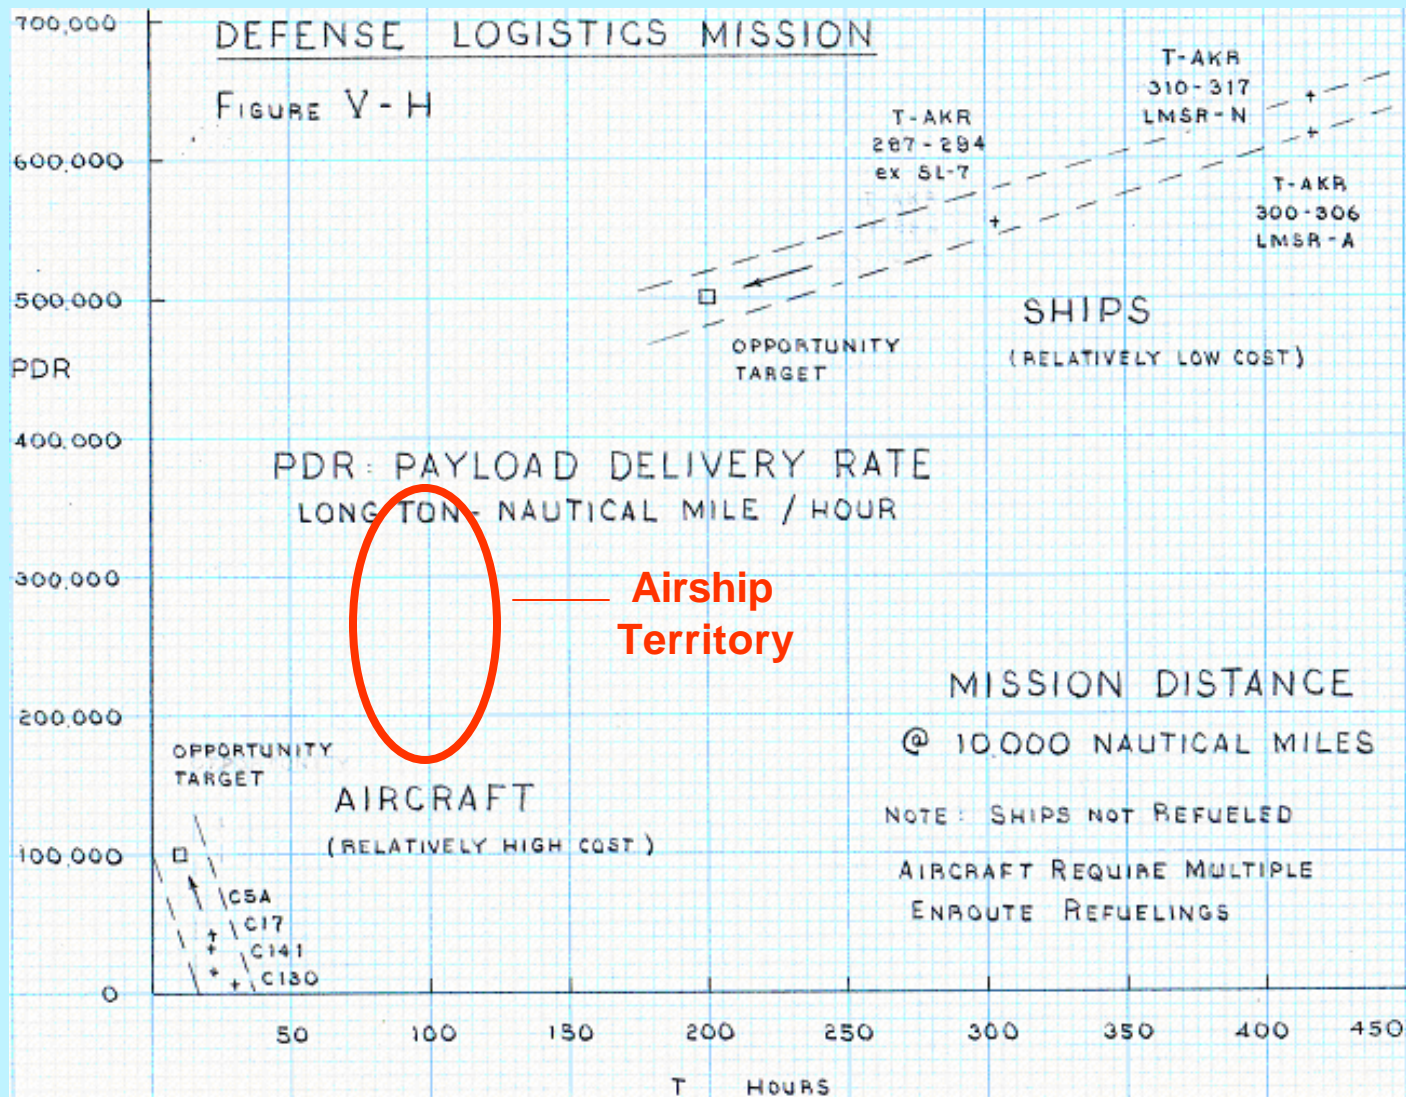 DEFENSE LOGISTICS MISSION
FIGURE V - H
700,000
600,000
500,000
PDR
400,000
300,000
200,000
100,000
0
T-AKR
310-317
LMSR-N
T-AKR
287-294
ex SL-7
T-AKR
300-306
LMSR-A
SHIPS
(RELATIVELY LOW COST)
OPPORTUNITY
TARGET
PDR: PAYLOAD DELIVERY RATE
LONG TON - NAUTICAL MILE / HOUR
Airship
Territory
MISSION DISTANCE
@ 10,000 NAUTICAL MILES
NOTE: SHIPS NOT REFUELED
AIRCRAFT REQUIRE MULTIPLE
ENROUTE REFUELINGS
OPPORTUNITY
TARGET
AIRCRAFT
(RELATIVELY HIGH COST)
C5A
C17
C141
C130
50 100 150 200 250 300 350 400 450
T HOURS